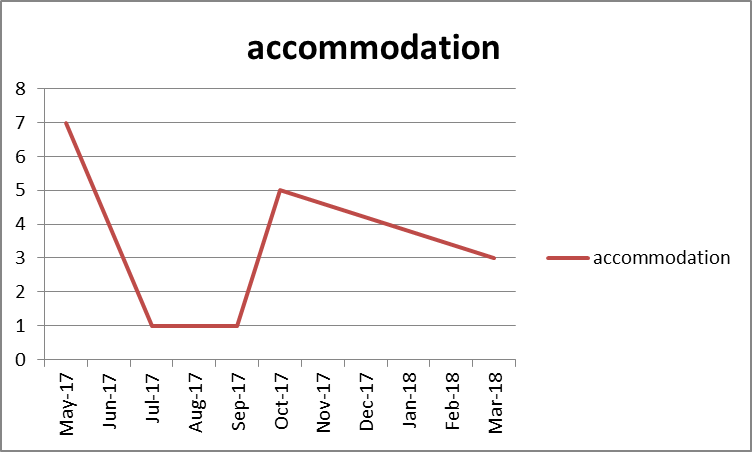 accommodation
8
7
6
5
4
3
2
1
0
May-17
Jun-17
Jul-17
Aug-17
Sep-17
Oct-17
Nov-17
Dec-17
Jan-18
Feb-18
Mar-18
accommodation